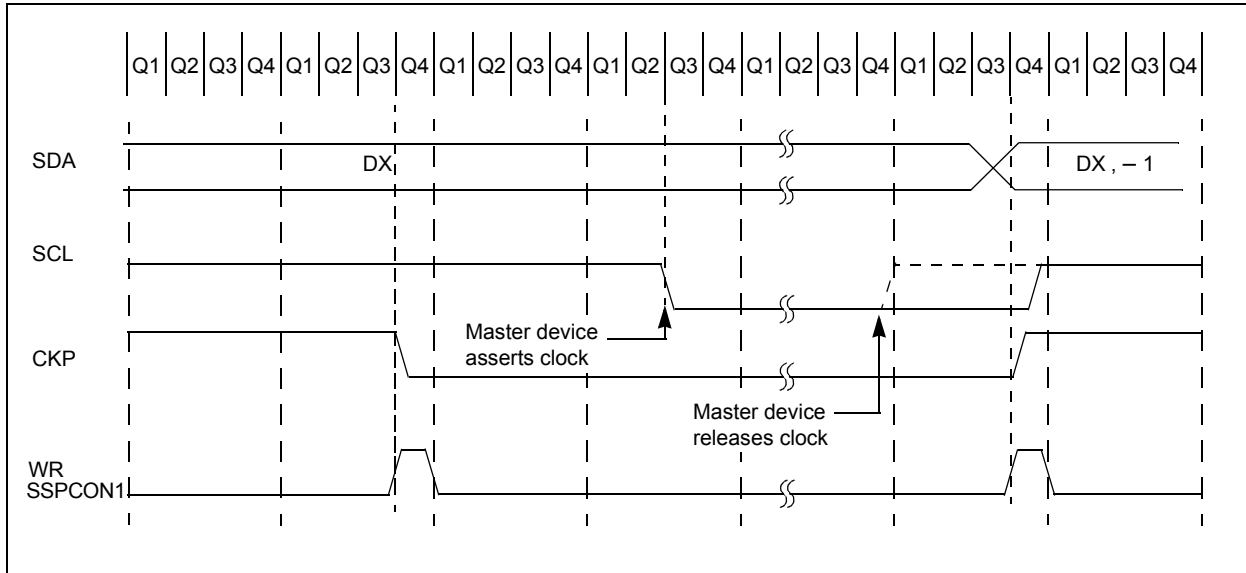 Q1 Q2 Q3 Q4 Q1 Q2 Q3 Q4 Q1 Q2 Q3 Q4 Q1 Q2 Q3 Q4 Q1 Q2 Q3 Q4 Q1 Q2 Q3 Q4 Q1 Q2 Q3 Q4
SDA
DX
DX , – 1
SCL
Master device
asserts clock
CKP
Master device
releases clock
WR
SSPCON1